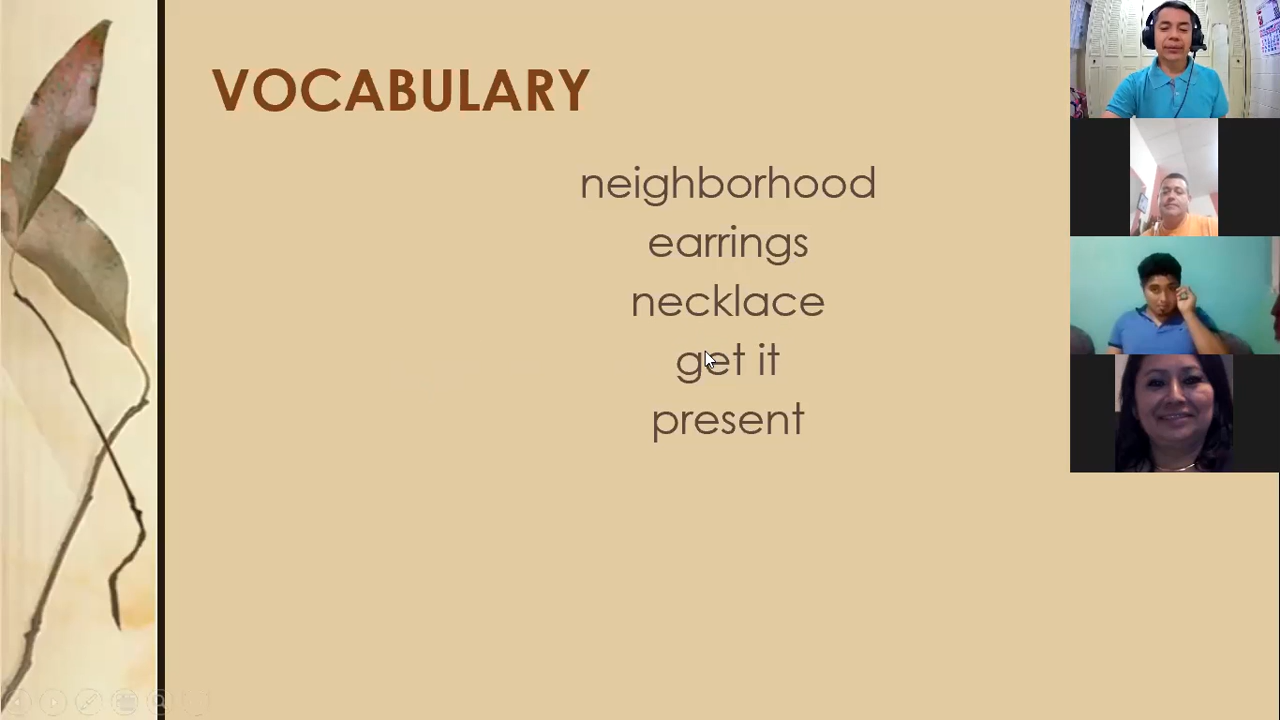 VOCABULARY
neighborhood
earrings
necklace
get it
present